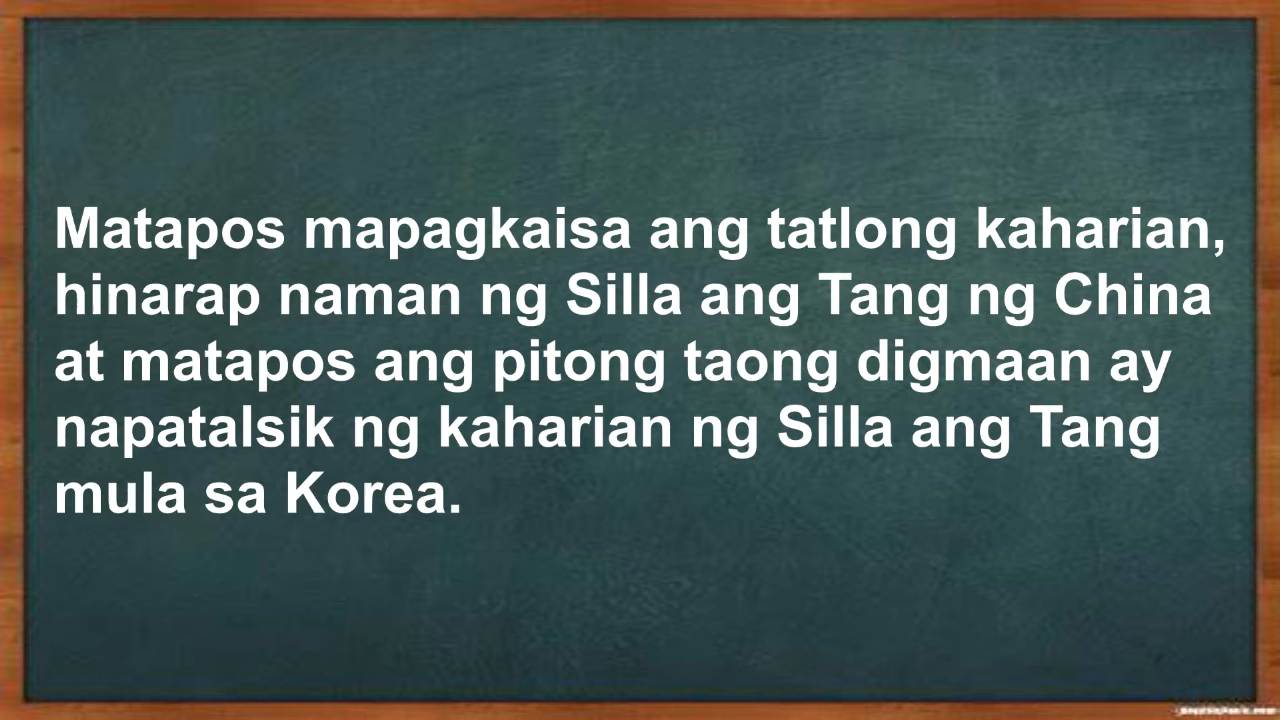 Matapos mapagkaisa ang tatlong kaharian,
hinarap naman ng Silla ang Tang ng China
at matapos ang pitong taong digmaan ay
napatalsik ng kaharian ng Silla ang Tang
mula sa Korea.